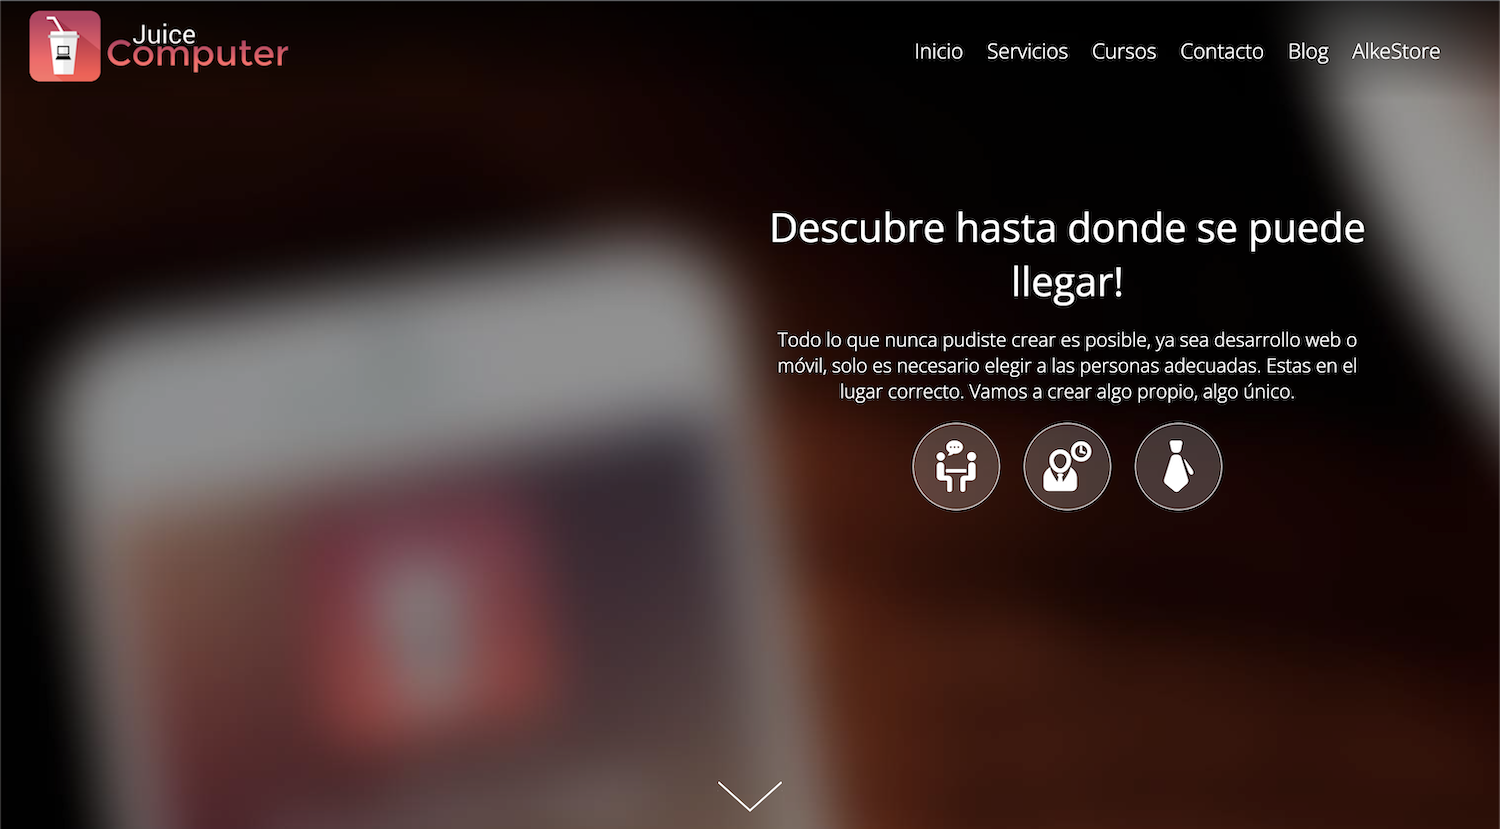 Juice
Computer
Inicio Servicios Cursos Contacto Blog AlkeStore
Descubre hasta donde se puede
llegar!
Todo lo que nunca pudiste crear es posible, ya sea desarrollo web o
móvil, solo es necesario elegir a las personas adecuadas. Estas en el
lugar correcto. Vamos a crear algo propio, algo único.